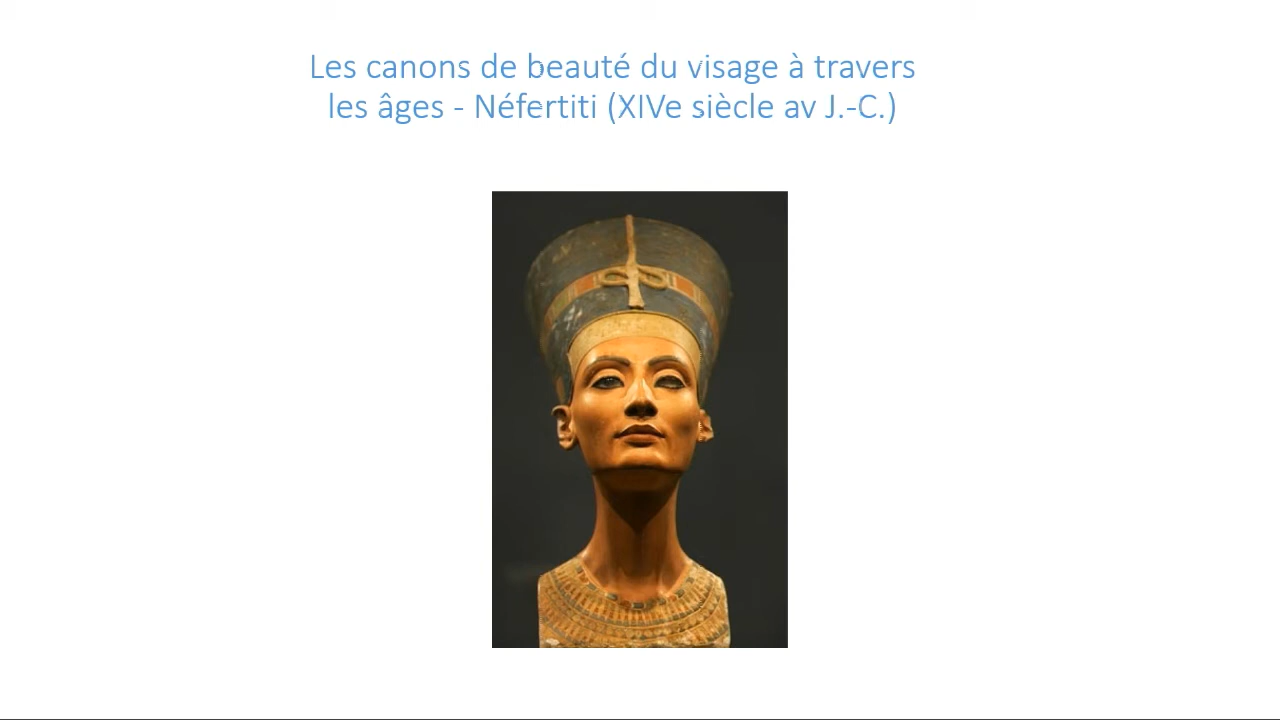 Les canons de beauté du visage à travers
les âges - Néfertiti (XIVe siècle av J.-C.)